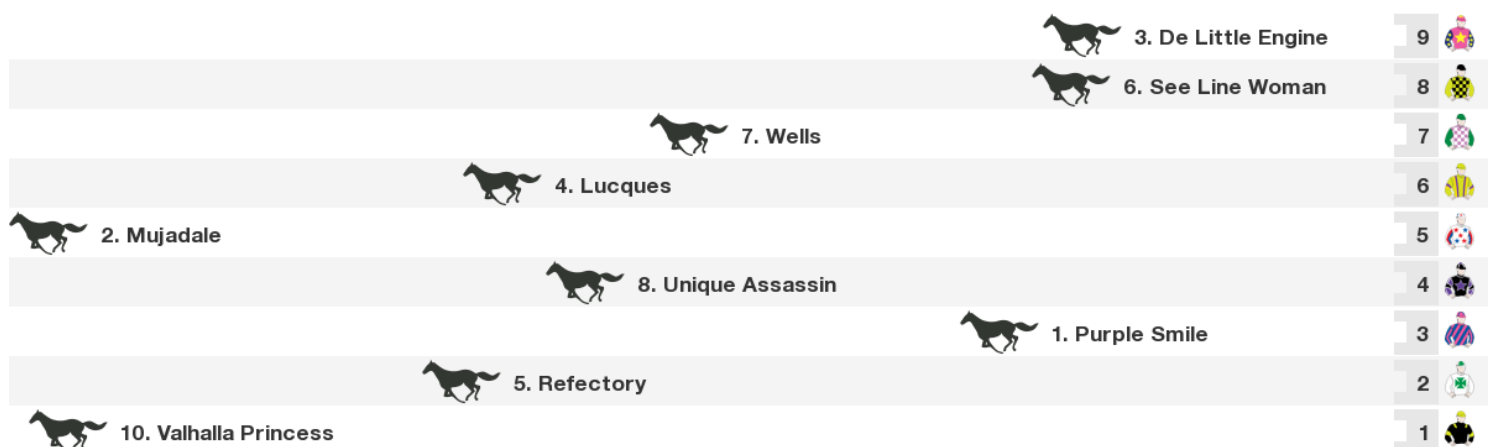 3. De Little Engine 9
6. See Line Woman 8
7. Wells 7
4. Lucques 6
2. Mujadale 5
8. Unique Assassin 4
1. Purple Smile 3
5. Refectory 2
10. Valhalla Princess 1